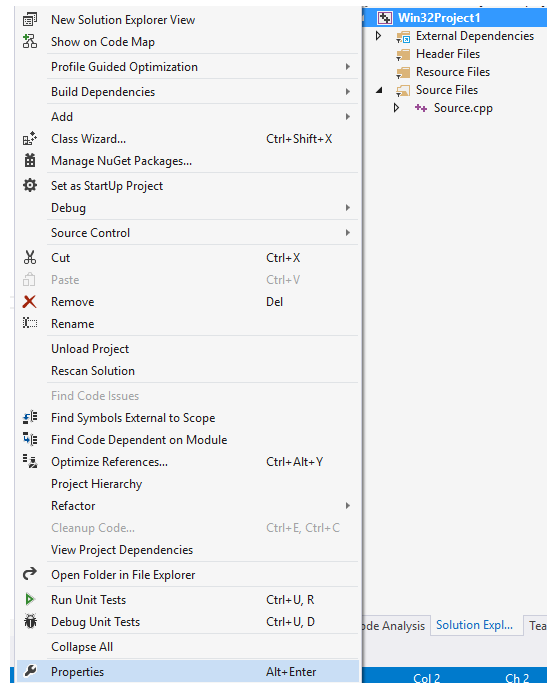 New Solution Explorer View
Show on Code Map
Profile Guided Optimization
Build Dependencies
Add
Class Wizard... Ctrl+Shift+X
Manage NuGet Packages...
Set as StartUp Project
Debug
Source Control
Cut Ctrl+X
Paste Ctrl+V
Remove Del
Rename
Unload Project
Rescan Solution
Find Code Issues
Find Symbols External to Scope
Find Code Dependent on Module
Optimize References... Ctrl+Alt+Y
Project Hierarchy
Refactor
Cleanup Code... Ctrl+E, Ctrl+C
View Project Dependencies
Open Folder in File Explorer
Run Unit Tests Ctrl+U, R
Debug Unit Tests Ctrl+U, D
Collapse All
Properties Alt+Enter
Win32Project1
External Dependencies
Header Files
Resource Files
Source Files
Source.cpp
ode Analysis Solution Expl... Tea
Col 2 Ch 2